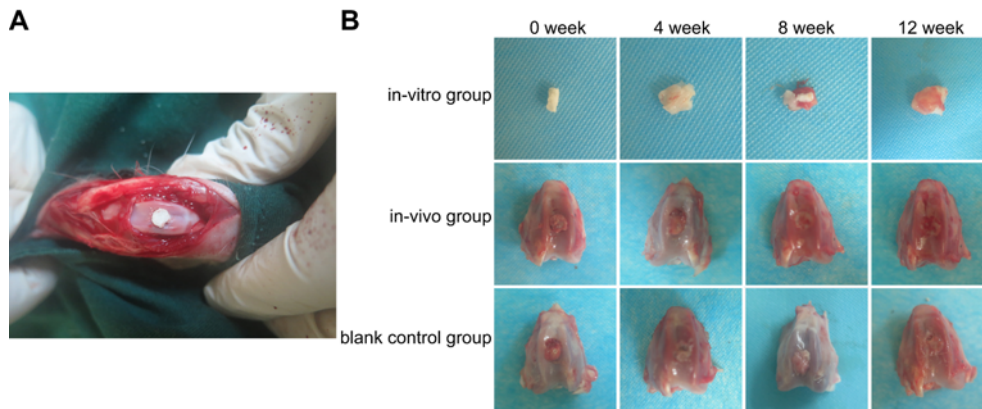 A
B
0 week
4 week
8 week
12 week
in-vitro group
in-vivo group
blank control group